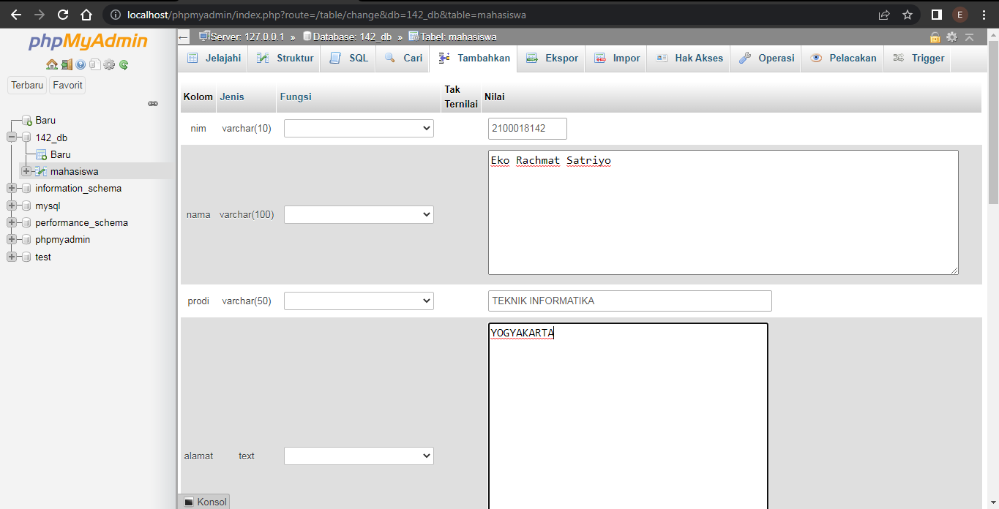 localhost/phpmyadmin/index.php?route=/table/change&db=142_db&table=mahasiswa
E
phpMyAdmin
Terbaru Favorit
Baru
142_db
Baru
mahasiswa
information_schema
mysql
performance_schema
phpmyadmin
test
Server: 127.0.0.1 » Database: 142_db » Tabel: mahasiswa
Jelajahi Struktur SQL Cari Tambahkan Ekspor Impor Hak Akses Operasi Pelacakan Trigger
Kolom Jenis Fungsi Tak Ternilai Nilai
nim varchar(10) 2100018142
nama varchar(100) Eko Rachmat Satriyo
prodi varchar(50) TEKNIK INFORMATIKA
alamat text YOGYAKARTA
Konsol